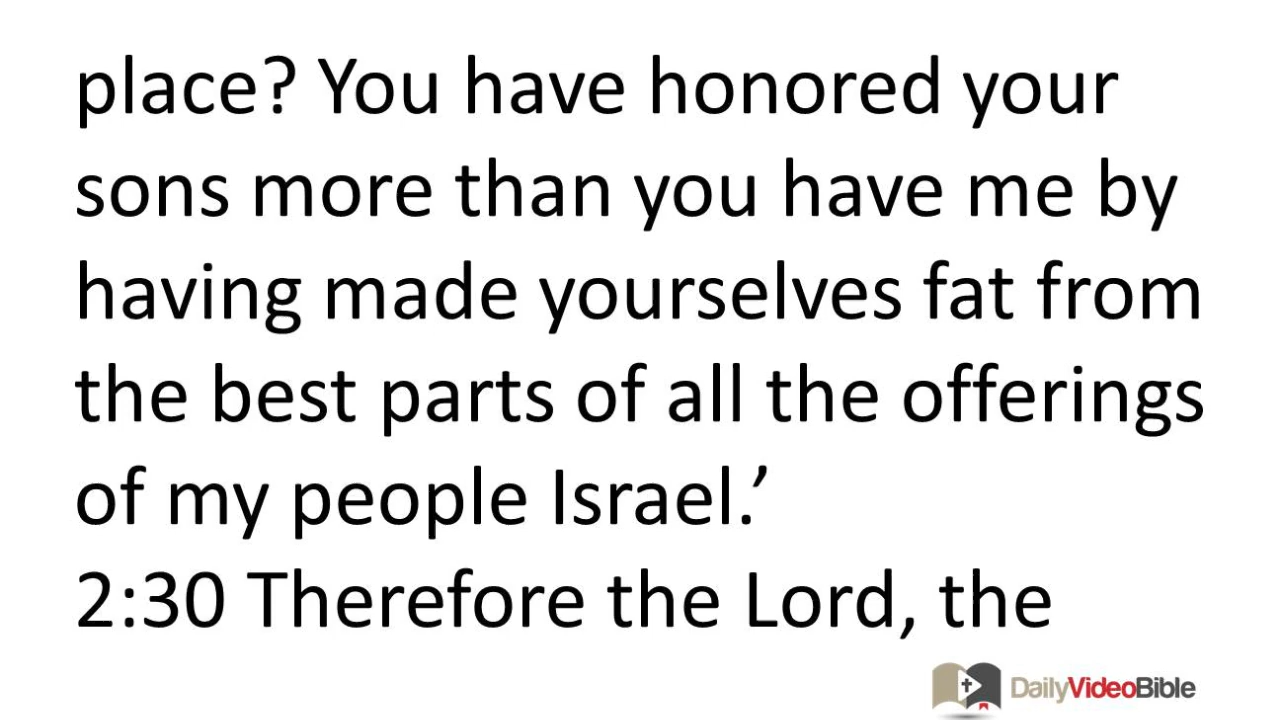 place? You have honored your
sons more than you have me by
having made yourselves fat from
the best parts of all the offerings
of my people Israel.’
2:30 Therefore the Lord, the
DailyVideoBible